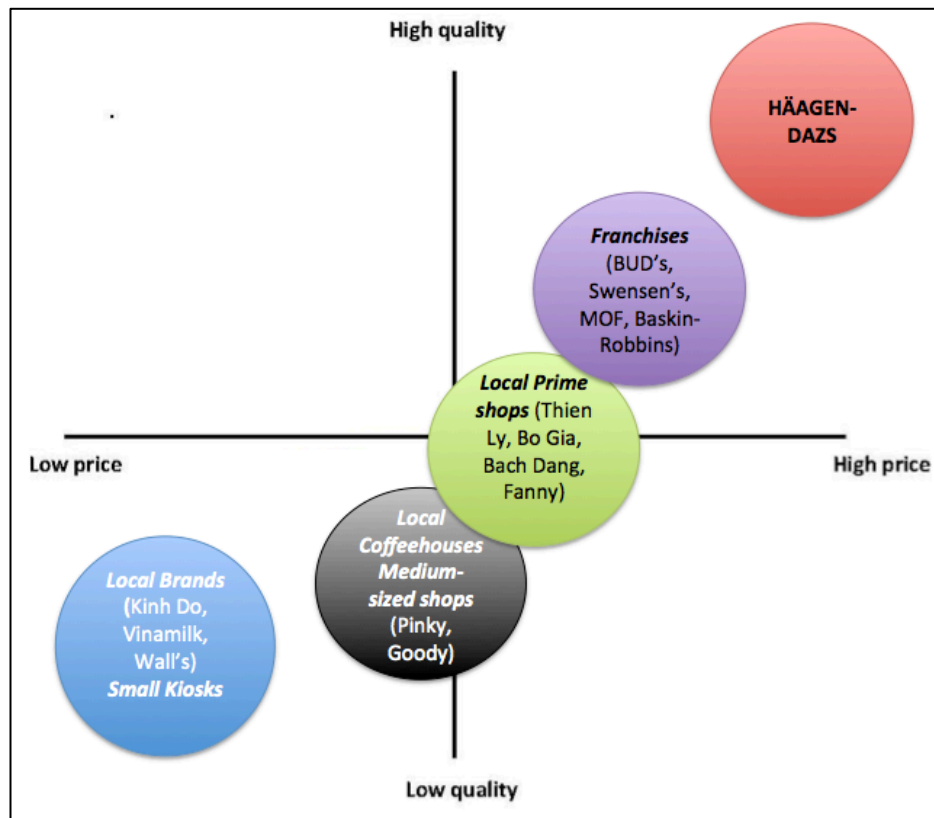 High quality
HÄAGEN-
DAZS
Franchises
(BUD's,
Swensen's,
MOF, Baskin-
Robbins)
Local Prime
shops (Thien
Ly, Bo Gia,
Bach Dang,
Fanny)
Low price
High price
Local
Coffeehouses
Medium-
sized shops
(Pinky,
Goody)
Local Brands
(Kinh Do,
Vinamilk,
Wall's)
Small Kiosks
Low quality